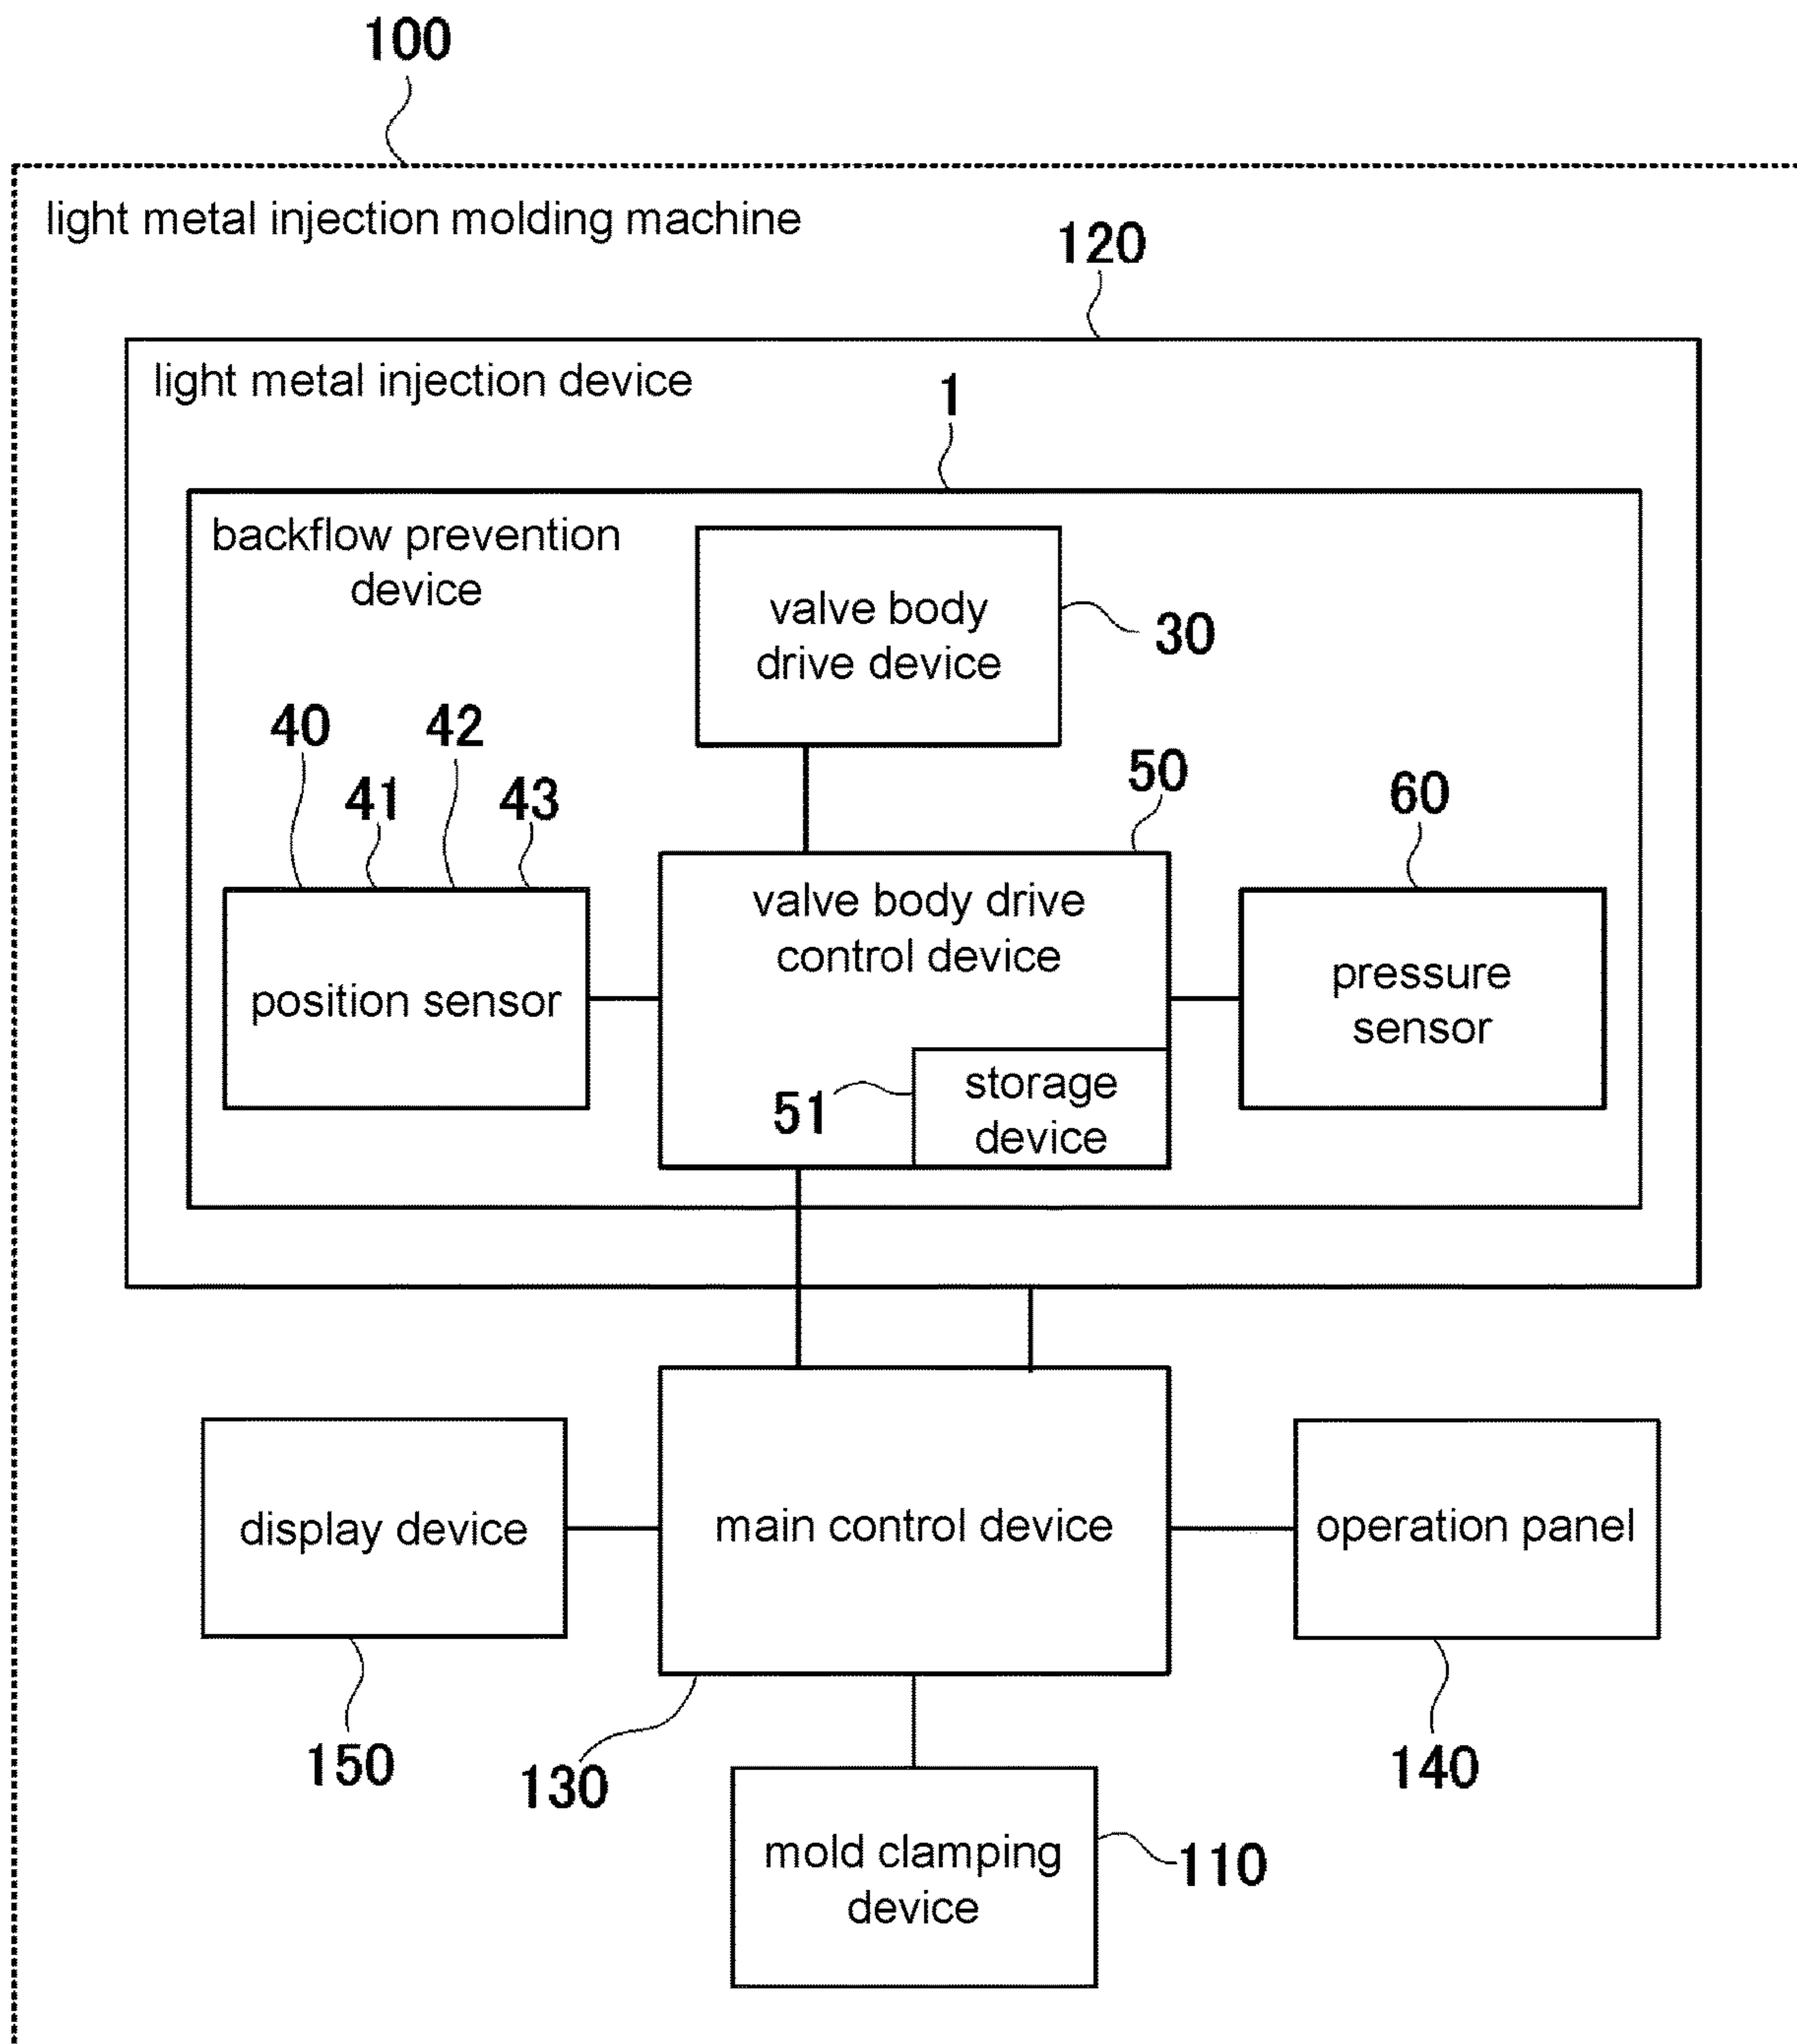 100
light metal injection molding machine
120
light metal injection device
1
backflow prevention
device
valve body
drive device
30
40
42
41
43
50
60
position sensor
valve body drive
control device
pressure
sensor
51
storage
device
display device
main control device
operation panel
150
130
140
mold clamping
device
110